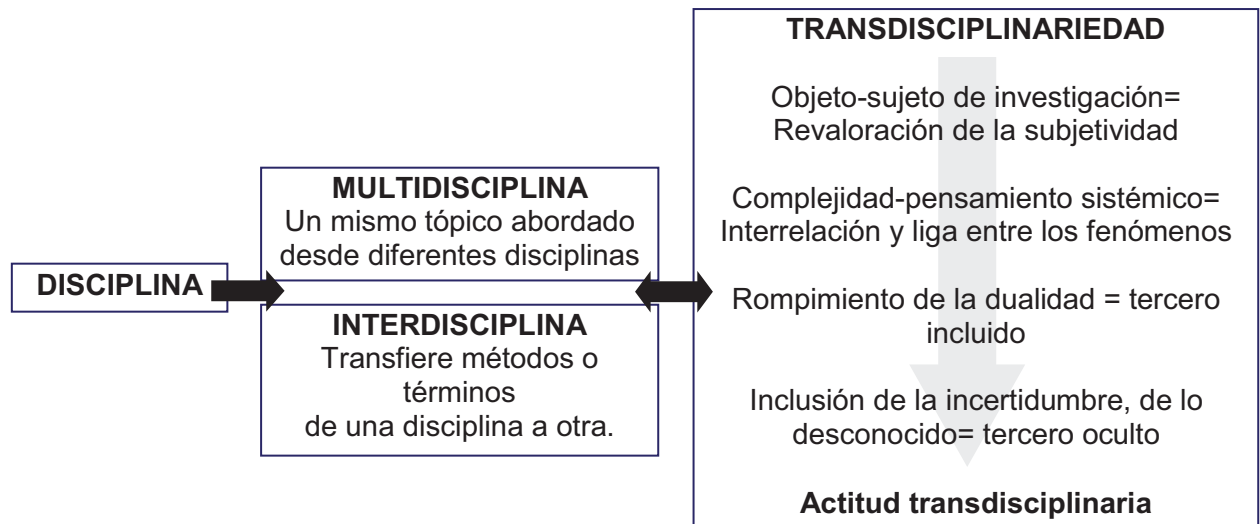 DISCIPLINA
MULTIDISCIPLINA
Un mismo tópico abordado
desde diferentes disciplinas
INTERDISCIPLINA
Transfiere métodos o
términos
de una disciplina a otra.
TRANSDISCIPLINARIEDAD
Objeto-sujeto de investigación=
Revaloración de la subjetividad
Complejidad-pensamiento sistémico=
Interrelación y liga entre los fenómenos
Rompimiento de la dualidad = tercero
incluido
Inclusión de la incertidumbre, de lo
desconocido= tercero oculto
Actitud transdisciplinaria